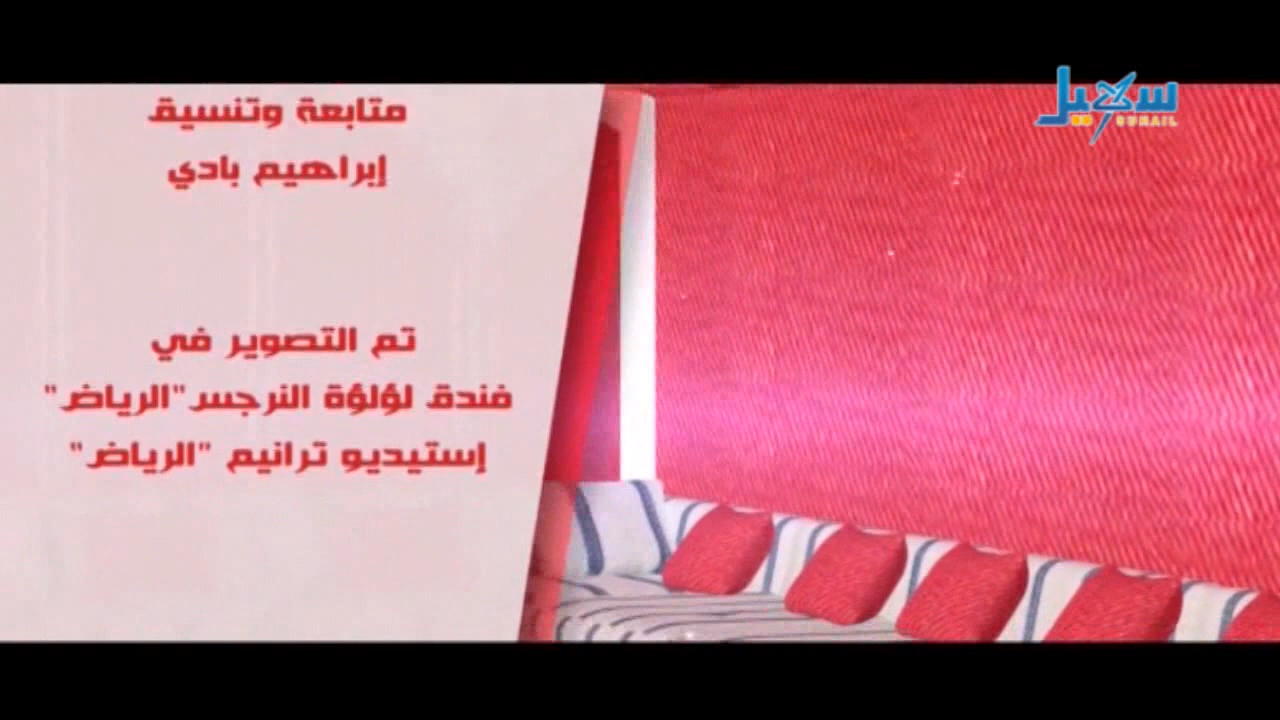 سهيل
SUHAIL
متابعة وتنسيق
إبراهيم بادي
تم التصوير في
فندق لؤلؤة النرجس"الرياض"
إستيديو ترانيم "الرياض"